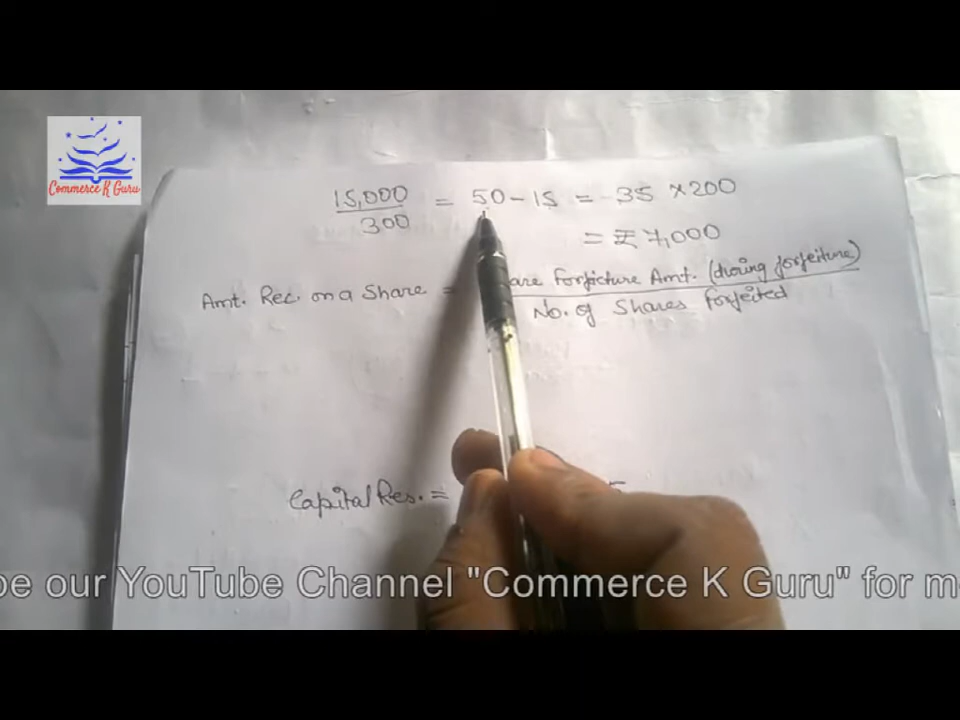 Commerce K Guru
15,000 / 300 = 50 - 15 = 35 × 200
= ₹ 7,000
Amt. Rec. on a Share = are Forficture Amt. (during forfeiture) / No. of Shares forfeited
Capital Res. =
be our YouTube Channel "Commerce K Guru" for m